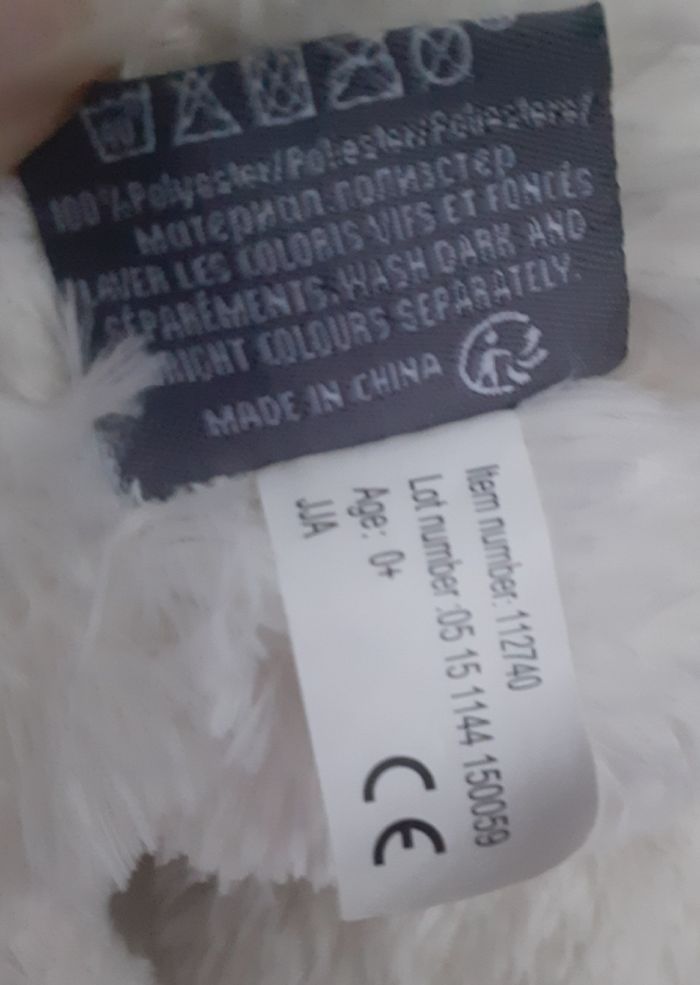 100% Polyester/Poliester/Poliestere/
Материал полиэстер
LAVER LES COLORIS VIFS ET FONCÉS
SÉPARÉMENTS. WASH DARK AND
BRIGHT COLOURS SEPARATELY.
MADE IN CHINA
Item number: 112740
Lot number :05 15 1144 150059
Age: 0+
JJA
CE